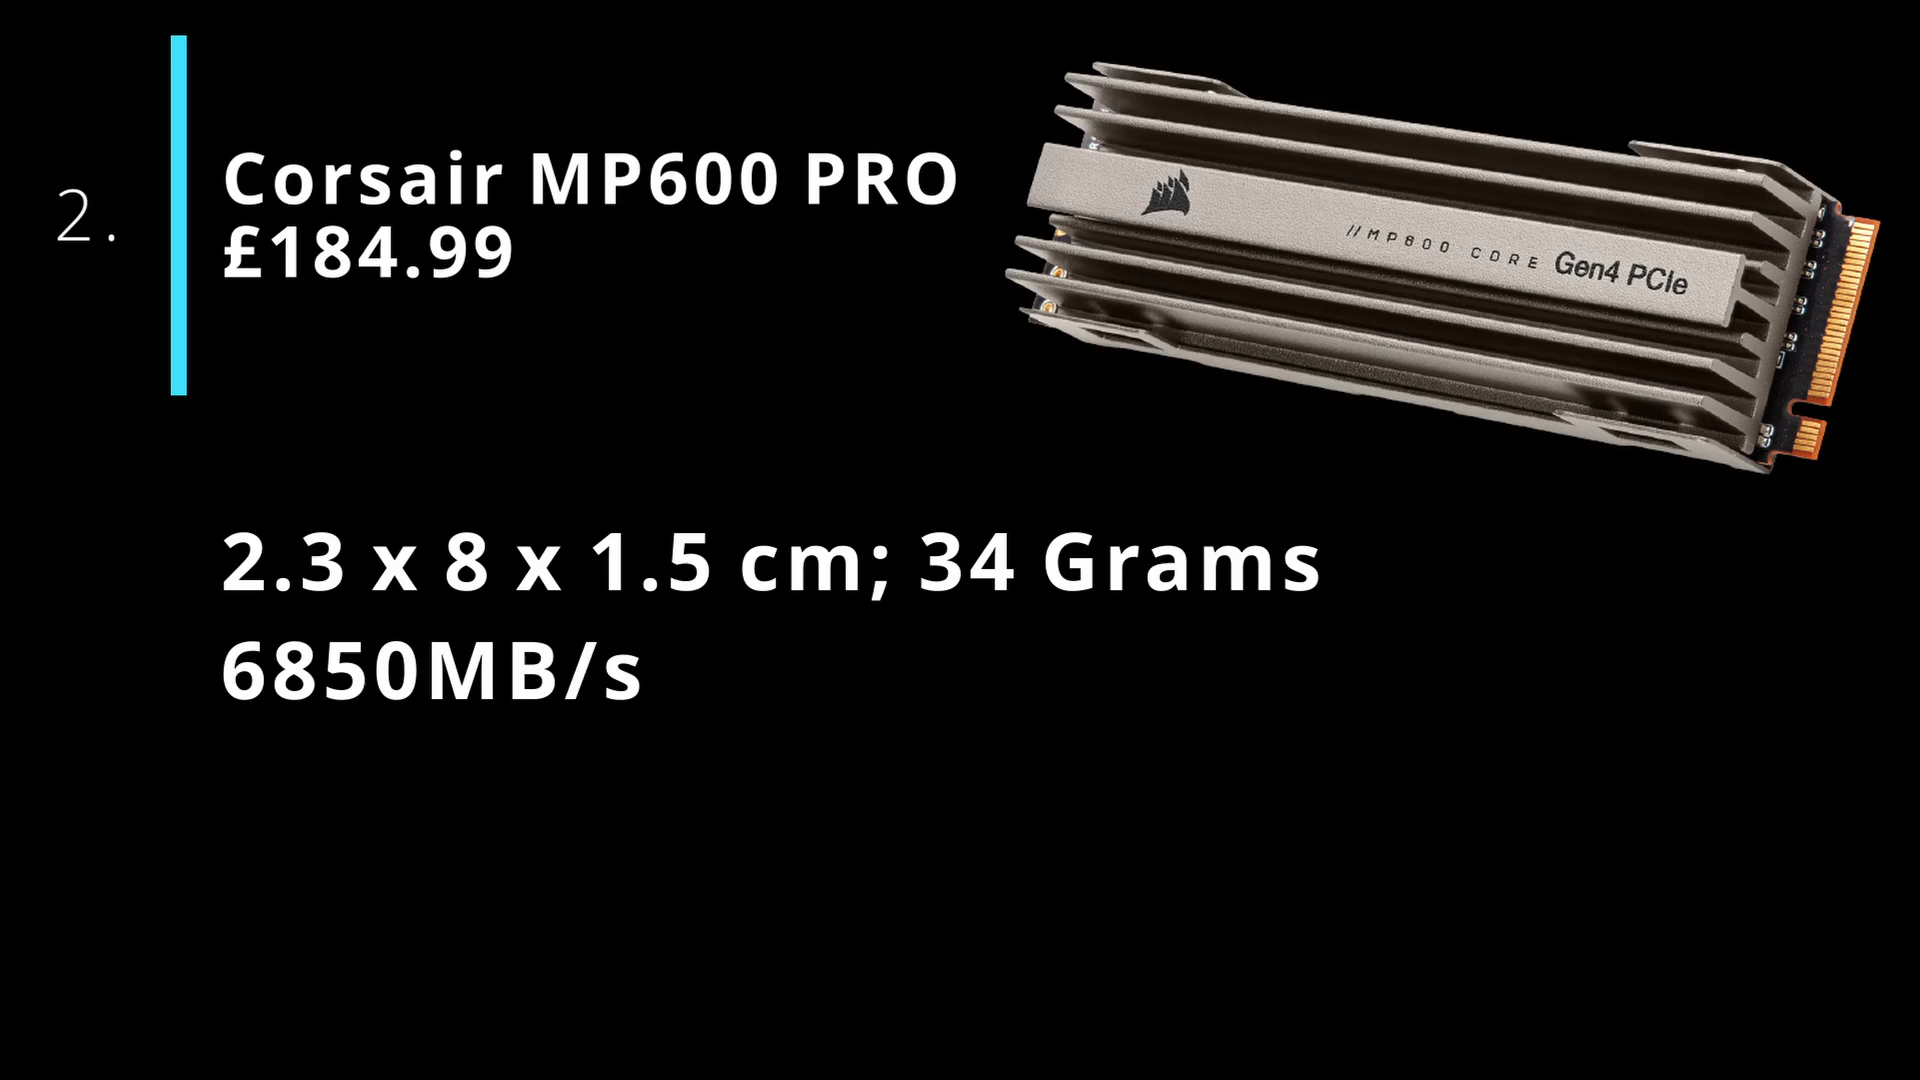 2.
Corsair MP600 PRO
£184.99
//MP600 CORE Gen4 PCIe
2.3 x 8 x 1.5 cm; 34 Grams
6850MB/s